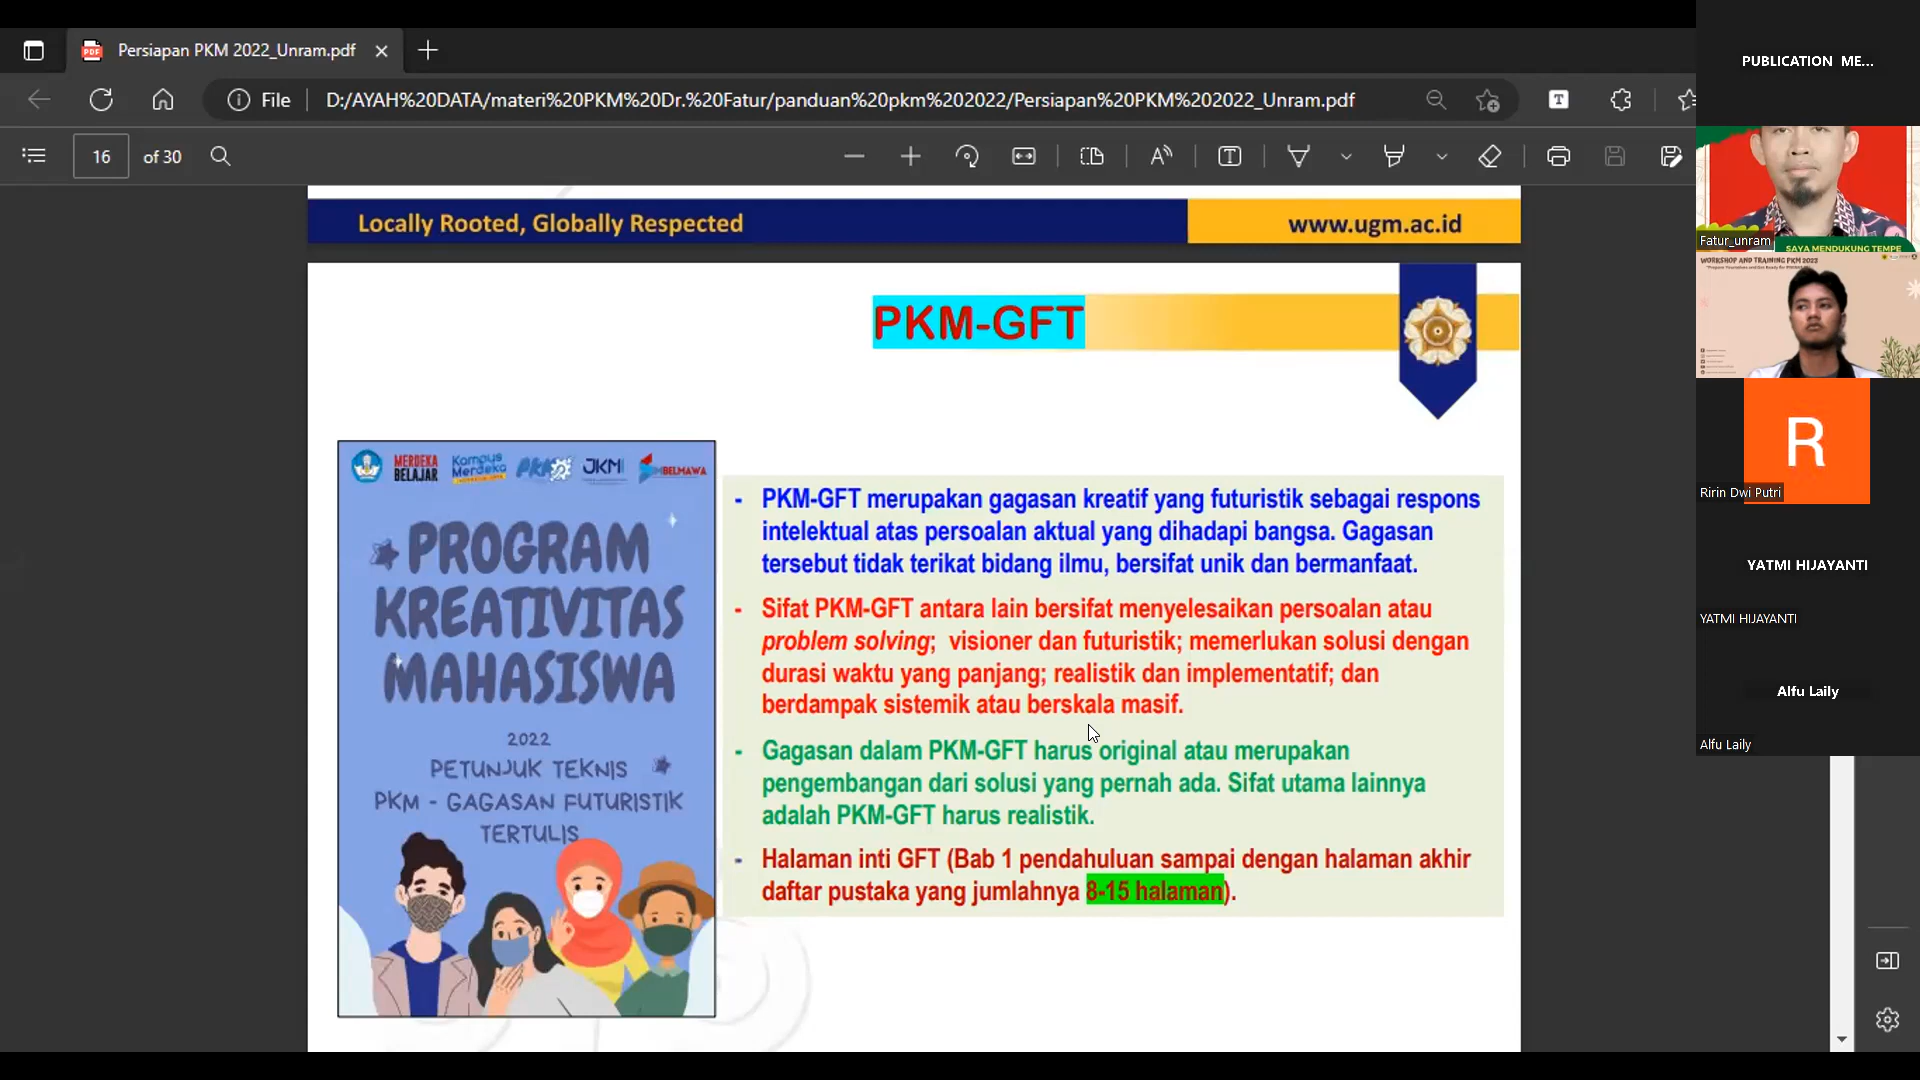 Persiapan PKM 2022_Unram.pdf
File
D:/AYAH%20DATA/materi%20PKM%20Dr.%20Fatur/panduan%20pkm%202022/Persiapan%20PKM%202022_Unram.pdf
16 of 30
Locally Rooted, Globally Respected
www.ugm.ac.id
PKM-GFT
MERDEKA
BELAJAR
Kampus
Merdeka
PKM
JKMI
SIMBELMAWA
PROGRAM
KREATIVITAS
MAHASISWA
2022
PETUNJUK TEKNIS
PKM - GAGASAN FUTURISTIK
TERTULIS
- PKM-GFT merupakan gagasan kreatif yang futuristik sebagai respons
intelektual atas persoalan aktual yang dihadapi bangsa. Gagasan
tersebut tidak terikat bidang ilmu, bersifat unik dan bermanfaat.
- Sifat PKM-GFT antara lain bersifat menyelesaikan persoalan atau
problem solving; visioner dan futuristik; memerlukan solusi dengan
durasi waktu yang panjang; realistik dan implementatif; dan
berdampak sistemik atau berskala masif.
- Gagasan dalam PKM-GFT harus original atau merupakan
pengembangan dari solusi yang pernah ada. Sifat utama lainnya
adalah PKM-GFT harus realistik.
- Halaman inti GFT (Bab 1 pendahuluan sampai dengan halaman akhir
daftar pustaka yang jumlahnya 8-15 halaman).
PUBLICATION ME...
Fatur_unram
SAYA MENDUKUNG TEMPE
WORKSHOP AND TRAINING PKM 2022
R
Ririn Dwi Putri
YATMI HIJAYANTI
YATMI HIJAYANTI
Alfu Laily
Alfu Laily